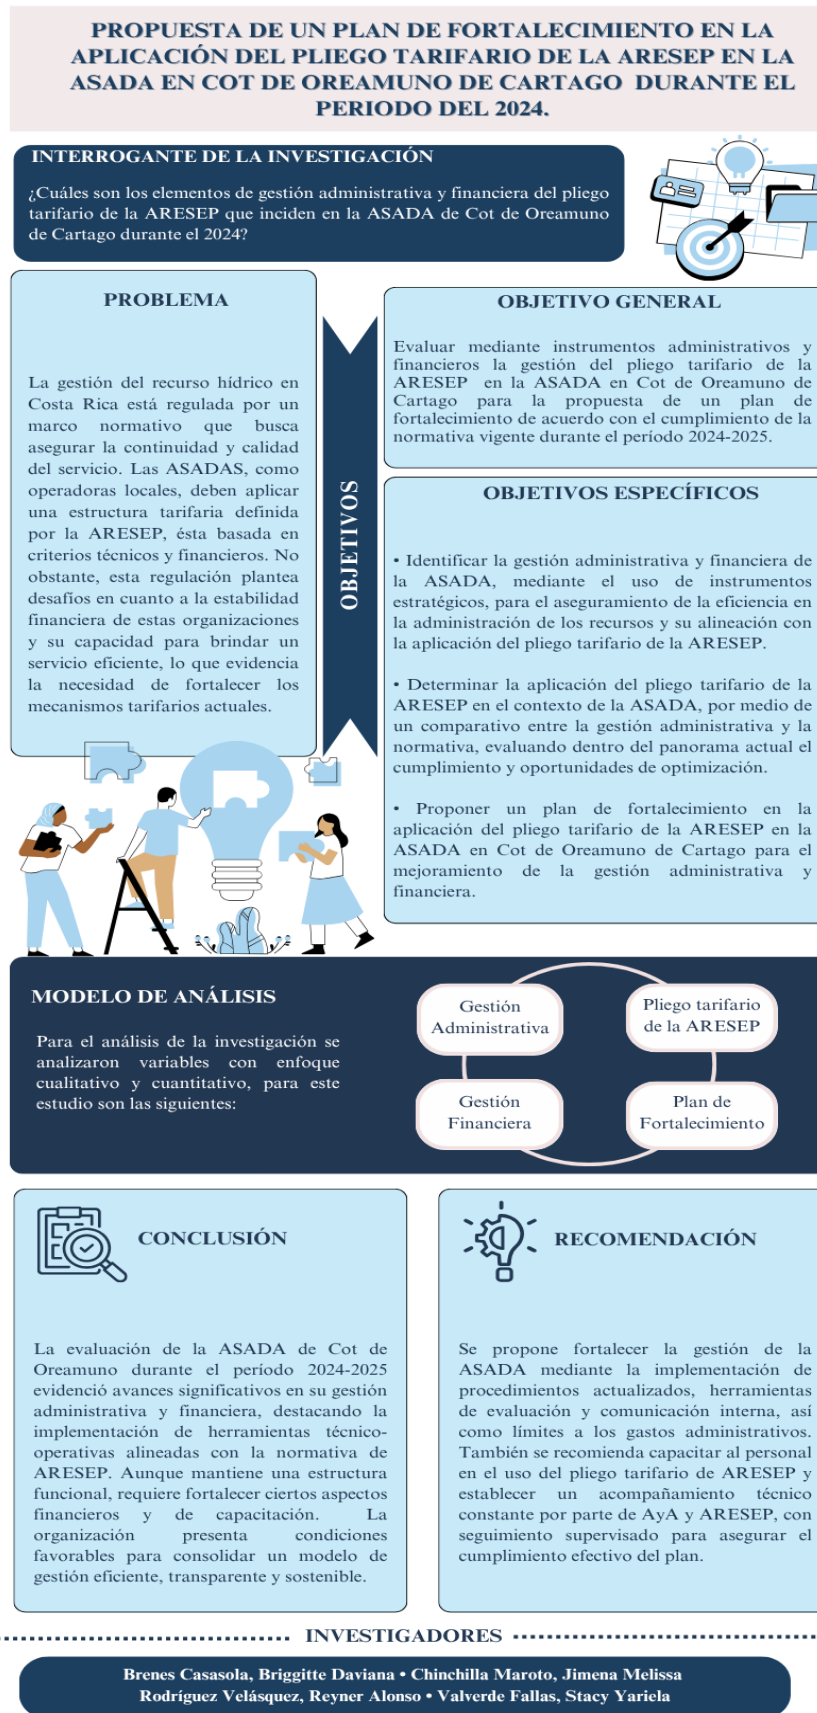 PROPUESTA DE UN PLAN DE FORTALECIMIENTO EN LA
APLICACIÓN DEL PLIEGO TARIFARIO DE LA ARESEP EN LA
ASADA EN COT DE OREAMUNO DE CARTAGO DURANTE EL
PERIODO DEL 2024.
INTERROGANTE DE LA INVESTIGACIÓN
¿Cuáles son los elementos de gestión administrativa y financiera del pliego
tarifario de la ARESEP que inciden en la ASADA de Cot de Oreamuno
de Cartago durante el 2024?
PROBLEMA
La gestión del recurso hídrico en
Costa Rica está regulada por un
marco normativo que busca
asegurar la continuidad y calidad
del servicio. Las ASADAS, como
operadoras locales, deben aplicar
una estructura tarifaria definida
por la ARESEP, ésta basada en
criterios técnicos y financieros. No
obstante, esta regulación plantea
desafíos en cuanto a la estabilidad
financiera de estas organizaciones
y su capacidad para brindar un
servicio eficiente, lo que evidencia
la necesidad de fortalecer los
mecanismos tarifarios actuales.
OBJETIVOS
OBJETIVO GENERAL
Evaluar mediante instrumentos administrativos y
financieros la gestión del pliego tarifario de la
ARESEP en la ASADA en Cot de Oreamuno de
Cartago para la propuesta de un plan de
fortalecimiento de acuerdo con el cumplimiento de la
normativa vigente durante el período 2024-2025.
OBJETIVOS ESPECÍFICOS
• Identificar la gestión administrativa y financiera de
la ASADA, mediante el uso de instrumentos
estratégicos, para el aseguramiento de la eficiencia en
la administración de los recursos y su alineación con
la aplicación del pliego tarifario de la ARESEP.
• Determinar la aplicación del pliego tarifario de la
ARESEP en el contexto de la ASADA, por medio de
un comparativo entre la gestión administrativa y la
normativa, evaluando dentro del panorama actual el
cumplimiento y oportunidades de optimización.
• Proponer un plan de fortalecimiento en la
aplicación del pliego tarifario de la ARESEP en la
ASADA en Cot de Oreamuno de Cartago para el
mejoramiento de la gestión administrativa y
financiera.
MODELO DE ANÁLISIS
Para el análisis de la investigación se
analizaron variables con enfoque
cualitativo y cuantitativo, para este
estudio son las siguientes:
Gestión
Administrativa
Pliego tarifario
de la ARESEP
Gestión
Financiera
Plan de
Fortalecimiento
CONCLUSIÓN
La evaluación de la ASADA de Cot de
Oreamuno durante el período 2024-2025
evidenció avances significativos en su gestión
administrativa y financiera, destacando la
implementación de herramientas técnico-
operativas alineadas con la normativa de
ARESEP. Aunque mantiene una estructura
funcional, requiere fortalecer ciertos aspectos
financieros y de capacitación. La
organización presenta condiciones
favorables para consolidar un modelo de
gestión eficiente, transparente y sostenible.
RECOMENDACIÓN
Se propone fortalecer la gestión de la
ASADA mediante la implementación de
procedimientos actualizados, herramientas
de evaluación y comunicación interna, así
como límites a los gastos administrativos.
También se recomienda capacitar al personal
en el uso del pliego tarifario de ARESEP y
establecer un acompañamiento técnico
constante por parte de AyA y ARESEP, con
seguimiento supervisado para asegurar el
cumplimiento efectivo del plan.
INVESTIGADORES
Brenes Casasola, Briggitte Daviana • Chinchilla Maroto, Jimena Melissa
Rodríguez Velásquez, Reyner Alonso • Valverde Fallas, Stacy Yariela